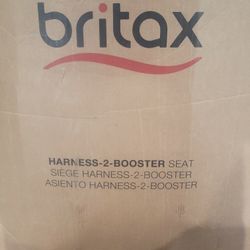 britax
HARNESS-2-BOOSTER SEAT
SIÈGE HARNESS-2-BOOSTER
ASIENTO HARNESS-2-BOOSTER